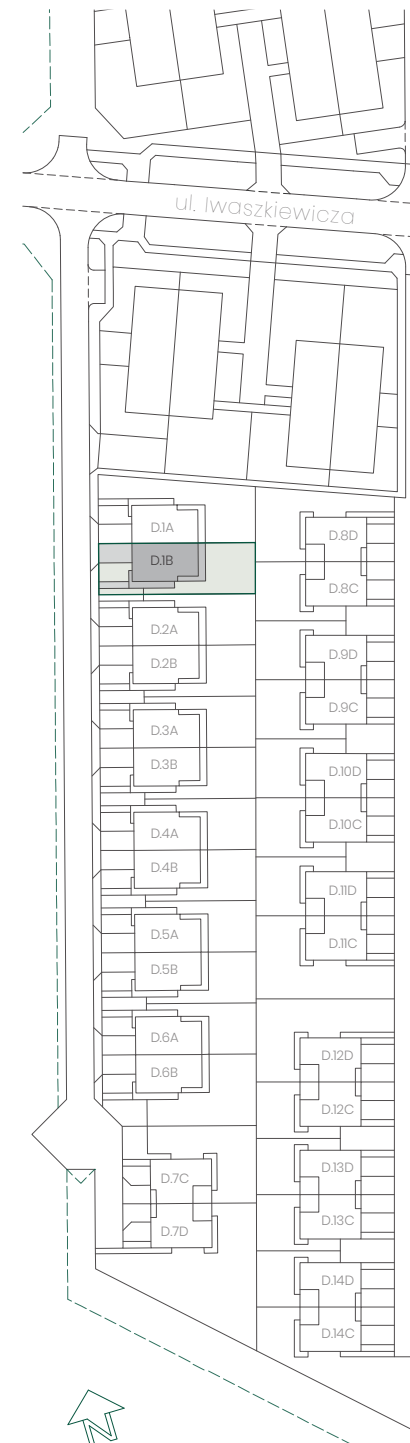 ul. Iwaszkiewicza
D.1A
D.1B
D.2A
D.2B
D.3A
D.3B
D.4A
D.4B
D.5A
D.5B
D.6A
D.6B
D.7C
D.7D
D.8D
D.8C
D.9D
D.9C
D.10D
D.10C
D.11D
D.11C
D.12D
D.12C
D.13D
D.13C
D.14D
D.14C
N